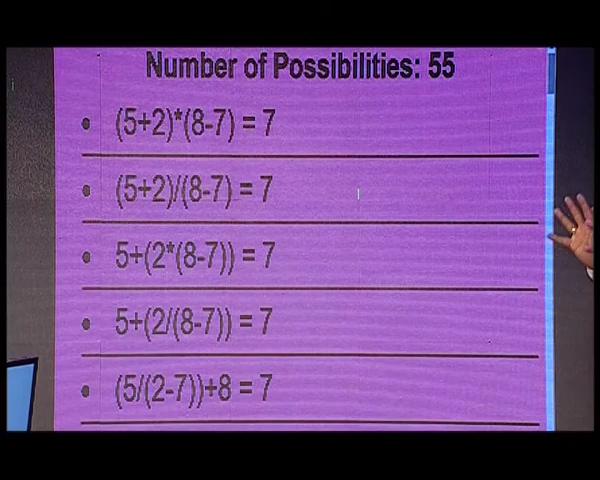 Number of Possibilities: 55
• (5+2)*(8-7) = 7
• (5+2)/(8-7) = 7
• 5+(2*(8-7)) = 7
• 5+(2/(8-7)) = 7
• (5/(2-7))+8 = 7